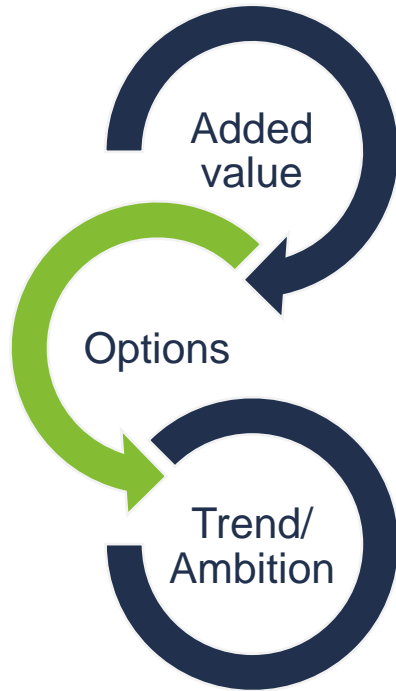 Added
value
Options
Trend/
Ambition